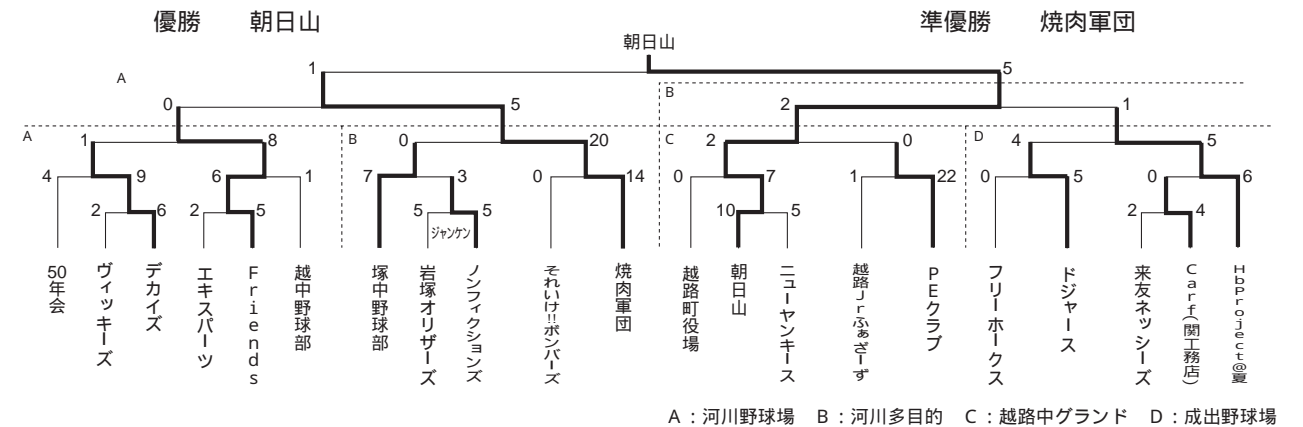 優勝　朝日山
準優勝　焼肉軍団
朝日山
1 5
A
B
0 5 2 1
A B C D
1 8 0 20 2 0 4 5
4 9 6 1 7 3 0 14 0 7 1 22 0 5 0 6
2 6 2 5 5 5 10 5 2 4
ジャンケン
50年会
ヴィッキーズ
デカイズ
エキスパーツ
Friends
越中野球部
塚中野球部
岩塚オリザーズ
ノンフィクションズ
それいけ!!ボンバーズ
焼肉軍団
越路町役場
朝日山
ニューヤンキース
越路Jrふぁざーず
PEクラブ
フリーホークス
ドジャース
来友ネッシーズ
Carf(関工務店)
HbProject@夏
A：河川野球場　B：河川多目的　C：越路中グランド　D：成出野球場